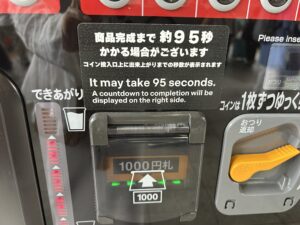 商品完成まで 約95秒
かかる場合がございます
コイン投入口上に出来上がりまでの秒数が表示されます
It may take 95 seconds.
A countdown to completion will be
displayed on the right side.
Please Inse
できあがり
コインは1枚ずつゆっく
おつり
返却
1000円札
1000